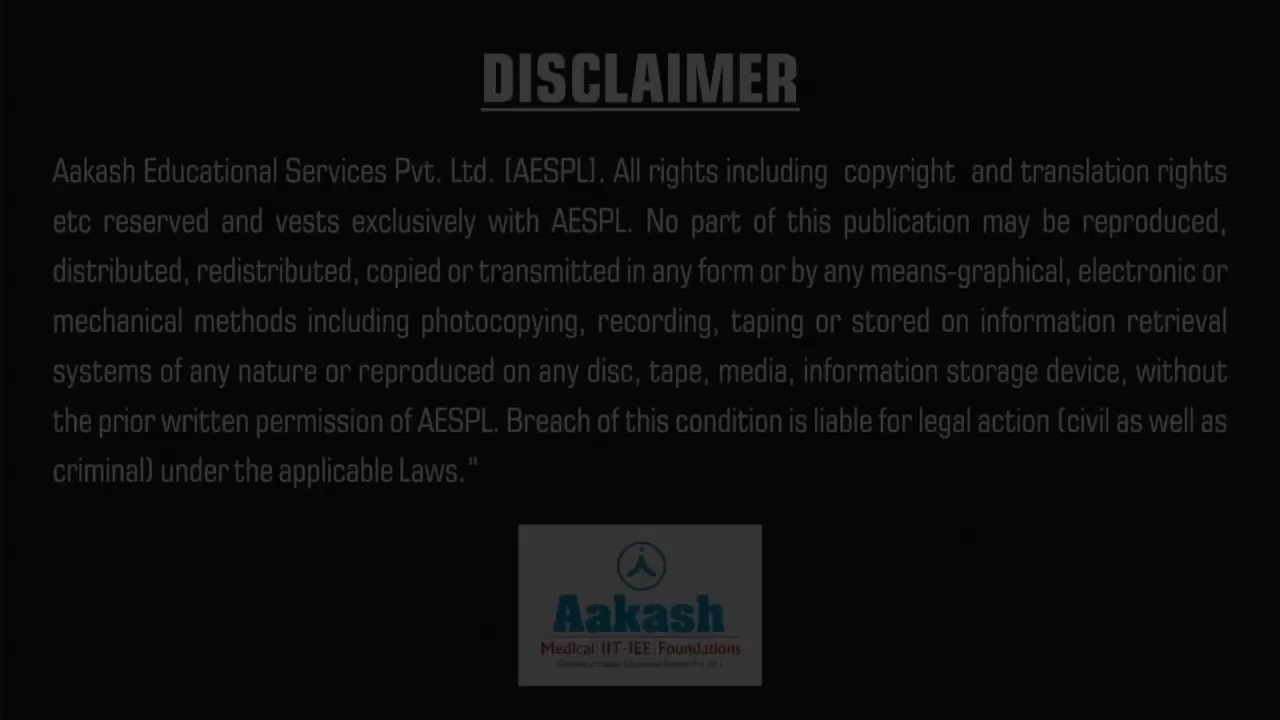 DISCLAIMER
Aakash Educational Services Pvt. Ltd. (AESPL). All rights including copyright and translation rights
etc reserved and vests exclusively with AESPL. No part of this publication may be reproduced,
distributed, redistributed, copied or transmitted in any form or by any means-graphical, electronic or
mechanical methods including photocopying, recording, taping or stored on information retrieval
systems of any nature or reproduced on any disc, tape, media, information storage device, without
the prior written permission of AESPL. Breach of this condition is liable for legal action (civil as well as
criminal) under the applicable Laws."
Aakash
Medical|IIT-JEE|Foundations